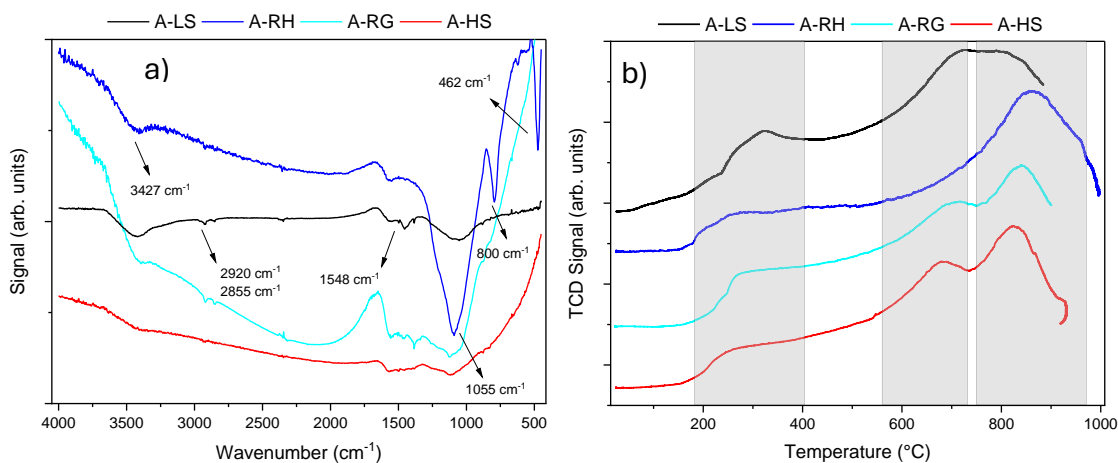 A-LS A-RH A-RG A-HS
a)
462 cm-1
3427 cm-1
2920 cm-1
2855 cm-1
1548 cm-1
800 cm-1
1055 cm-1
Signal (arb. units)
4000 3500 3000 2500 2000 1500 1000 500
Wavenumber (cm-1)
A-LS A-RH A-RG A-HS
b)
TCD Signal (arb. units)
200 400 600 800 1000
Temperature (°C)